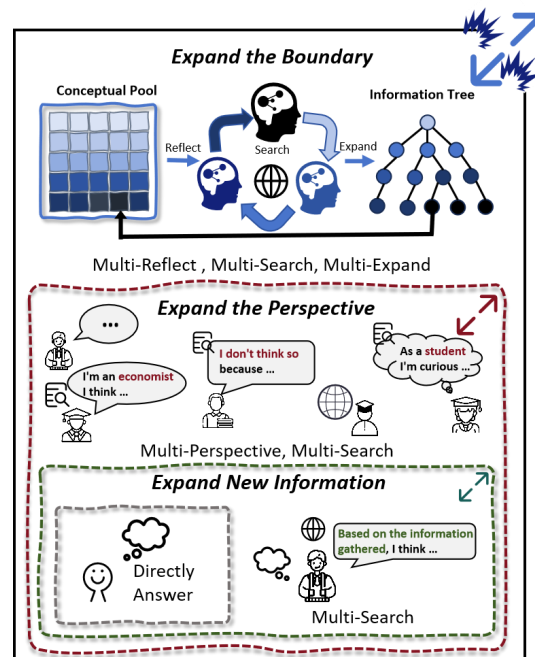 Expand the Boundary
Conceptual Pool
Information Tree
Reflect
Search
Expand
Multi-Reflect , Multi-Search, Multi-Expand
Expand the Perspective
...
I'm an economist
I think ...
I don't think so
because ...
As a student
I'm curious ...
Multi-Perspective, Multi-Search
Expand New Information
Directly
Answer
Based on the information
gathered, I think ...
Multi-Search